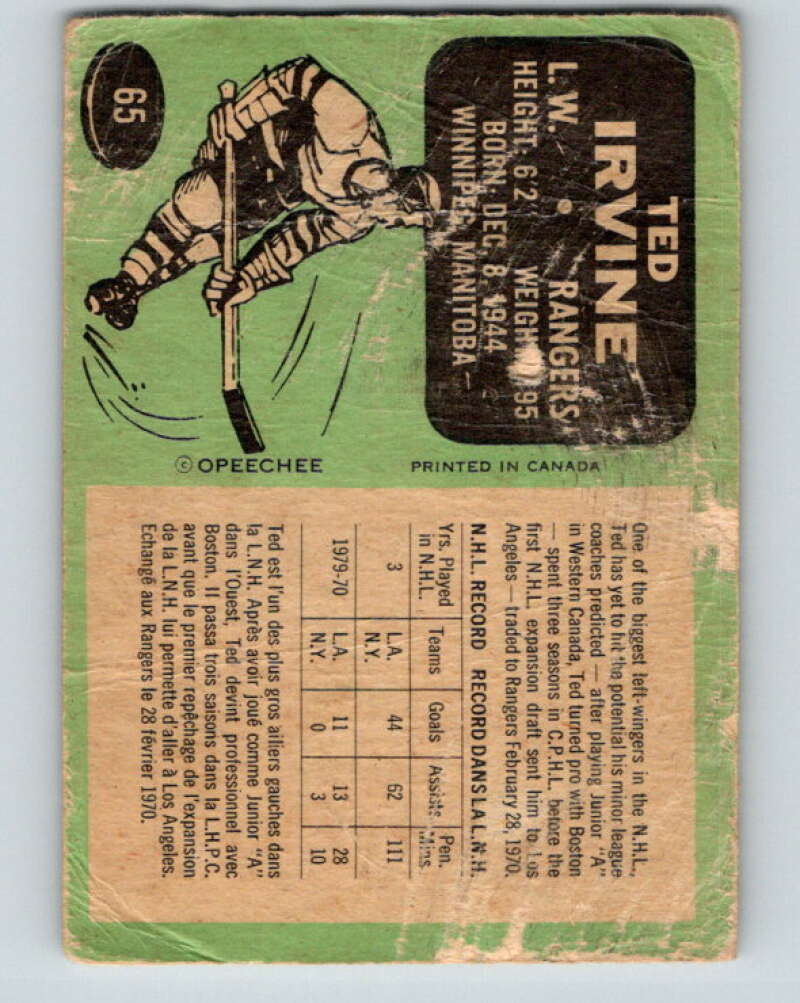 65
TED
IRVINE
L. W. • RANGERS
HEIGHT: 6'2 WEIGHT: 195
BORN: DEC. 8, 1944
WINNIPEG, MANITOBA
© OPEECHEE
PRINTED IN CANADA
One of the biggest left-wingers in the N.H.L.,
Ted has yet to hit the potential his minor league
coaches predicted — after playing Junior "A"
in Western Canada, Ted turned pro with Boston
— spent three seasons in C.P.H.L. before the
first N.H.L. expansion draft sent him to Los
Angeles — traded to Rangers February 28, 1970.
N.H.L. RECORD RECORD DANS LA L.N.H.
Yrs. Played in N.H.L. Teams Goals Assists Pen. Mins.
3 L.A. 44 62 111
N.Y.
1979-70 L.A. 11 13 28
N.Y. 0 3 10
Ted est l'un des plus gros ailiers gauches dans
la L.N.H. Après avoir joué comme Junior "A"
dans l'Ouest, Ted devint professionnel avec
Boston. Il passa trois saisons dans la L.H.P.C.
avant que le premier repêchage de l'expansion
de la L.N.H. lui permette d'aller à Los Angeles.
Echangé aux Rangers le 28 février 1970.